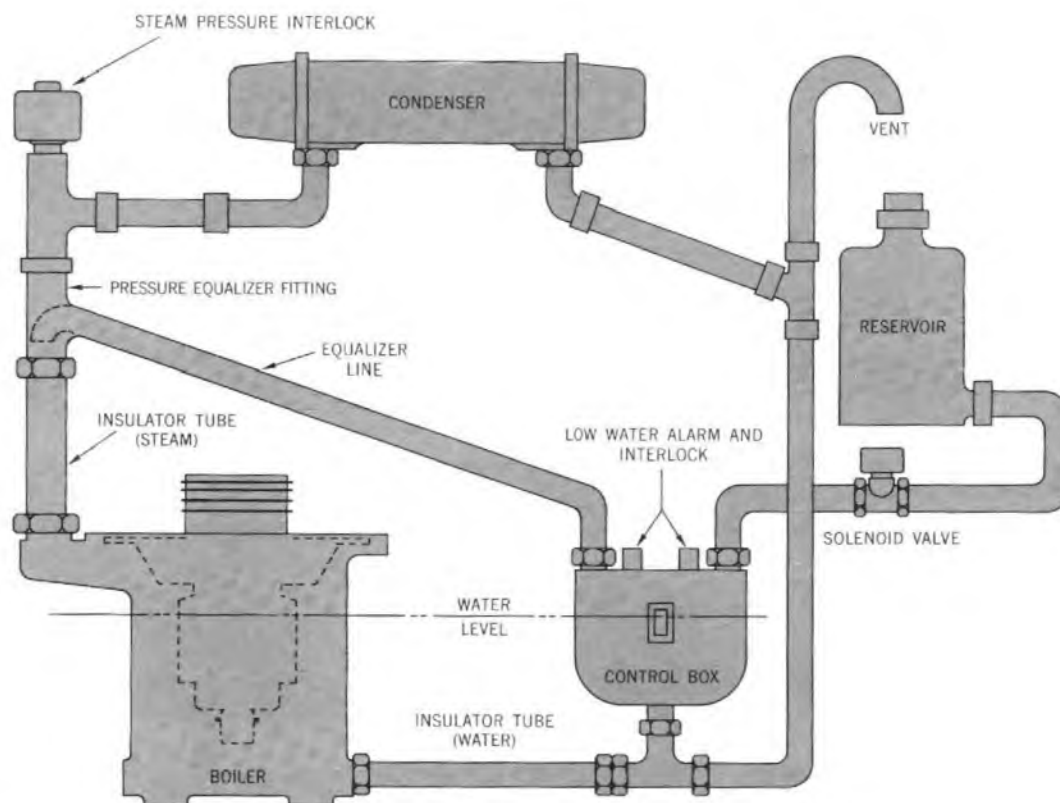 STEAM PRESSURE INTERLOCK
CONDENSER
VENT
PRESSURE EQUALIZER FITTING
RESERVOIR
EQUALIZER
LINE
INSULATOR TUBE
(STEAM)
LOW WATER ALARM AND
INTERLOCK
SOLENOID VALVE
WATER
LEVEL
CONTROL BOX
INSULATOR TUBE
(WATER)
BOILER